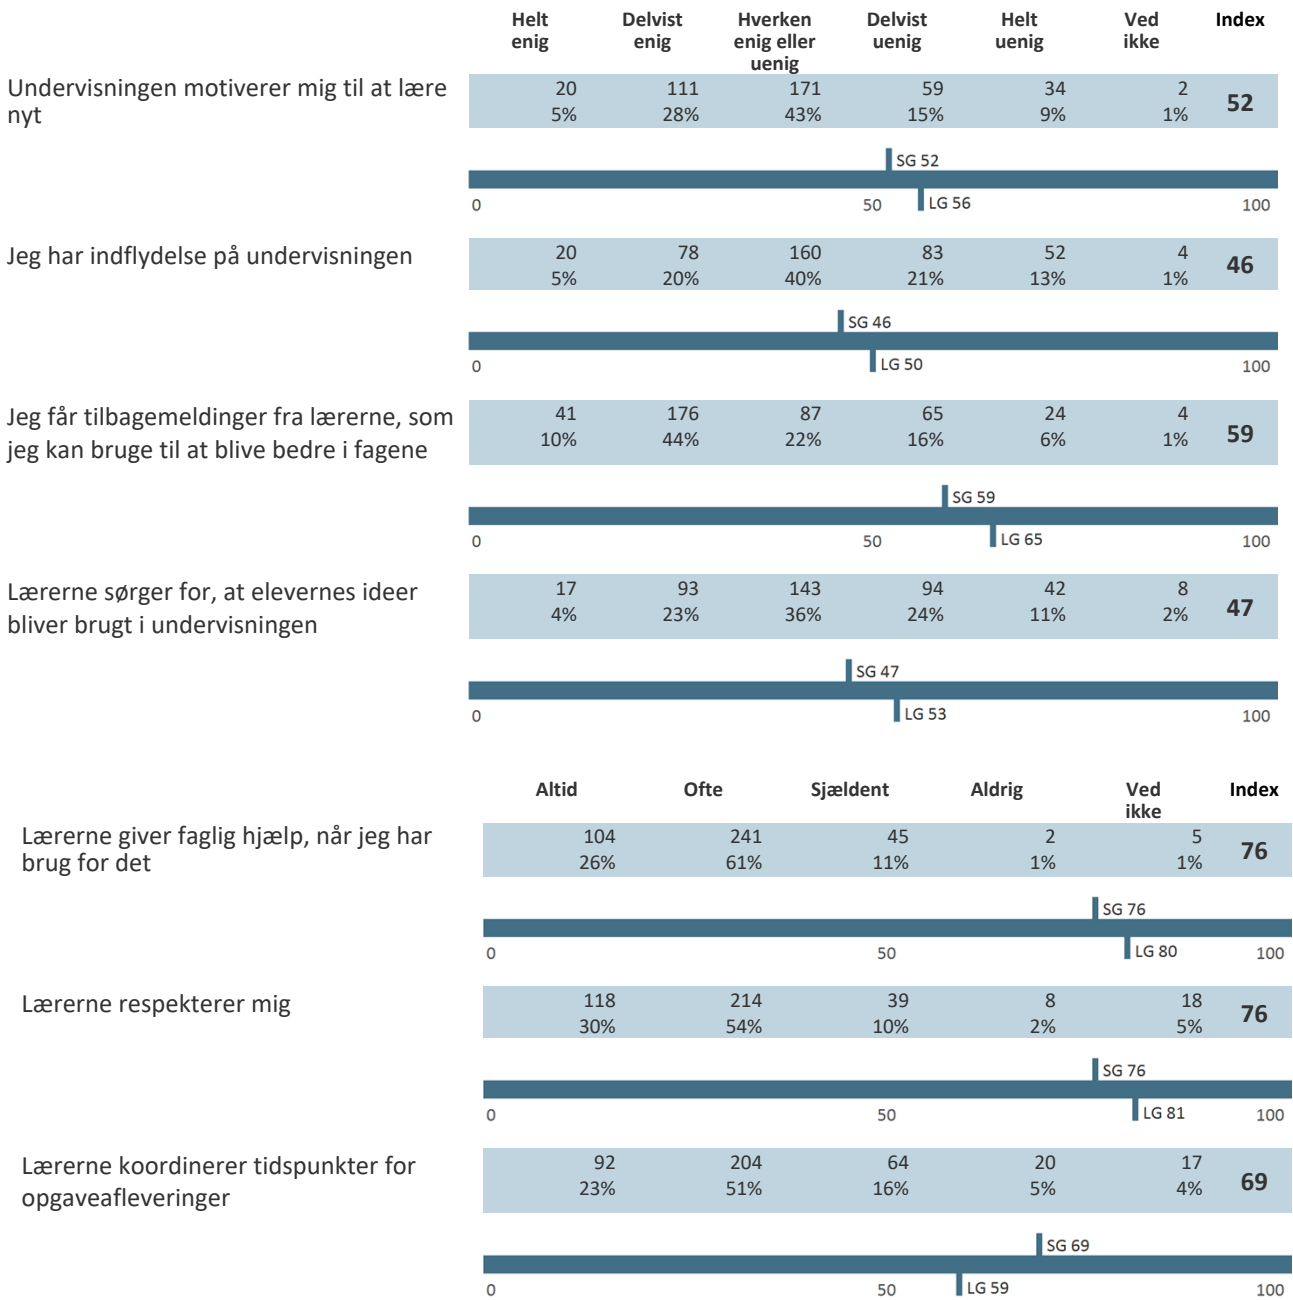 Helt enig Delvist enig Hverken enig eller uenig Delvist uenig Helt uenig Ved ikke Index
Undervisningen motiverer mig til at lære nyt
20 111 171 59 34 2
5% 28% 43% 15% 9% 1% 52
SG 52
0 50 LG 56 100
Jeg har indflydelse på undervisningen
20 78 160 83 52 4
5% 20% 40% 21% 13% 1% 46
SG 46
0 LG 50 100
Jeg får tilbagemeldinger fra lærerne, som
jeg kan bruge til at blive bedre i fagene
41 176 87 65 24 4
10% 44% 22% 16% 6% 1% 59
SG 59
0 50 LG 65 100
Lærerne sørger for, at elevernes ideer
bliver brugt i undervisningen
17 93 143 94 42 8
4% 23% 36% 24% 11% 2% 47
SG 47
0 LG 53 100
Altid Ofte Sjældent Aldrig Ved ikke Index
Lærerne giver faglig hjælp, når jeg har
brug for det
104 241 45 2 5
26% 61% 11% 1% 1% 76
SG 76
0 50 LG 80 100
Lærerne respekterer mig
118 214 39 8 18
30% 54% 10% 2% 5% 76
SG 76
0 50 LG 81 100
Lærerne koordinerer tidspunkter for
opgaveafleveringer
92 204 64 20 17
23% 51% 16% 5% 4% 69
SG 69
0 50 LG 59 100